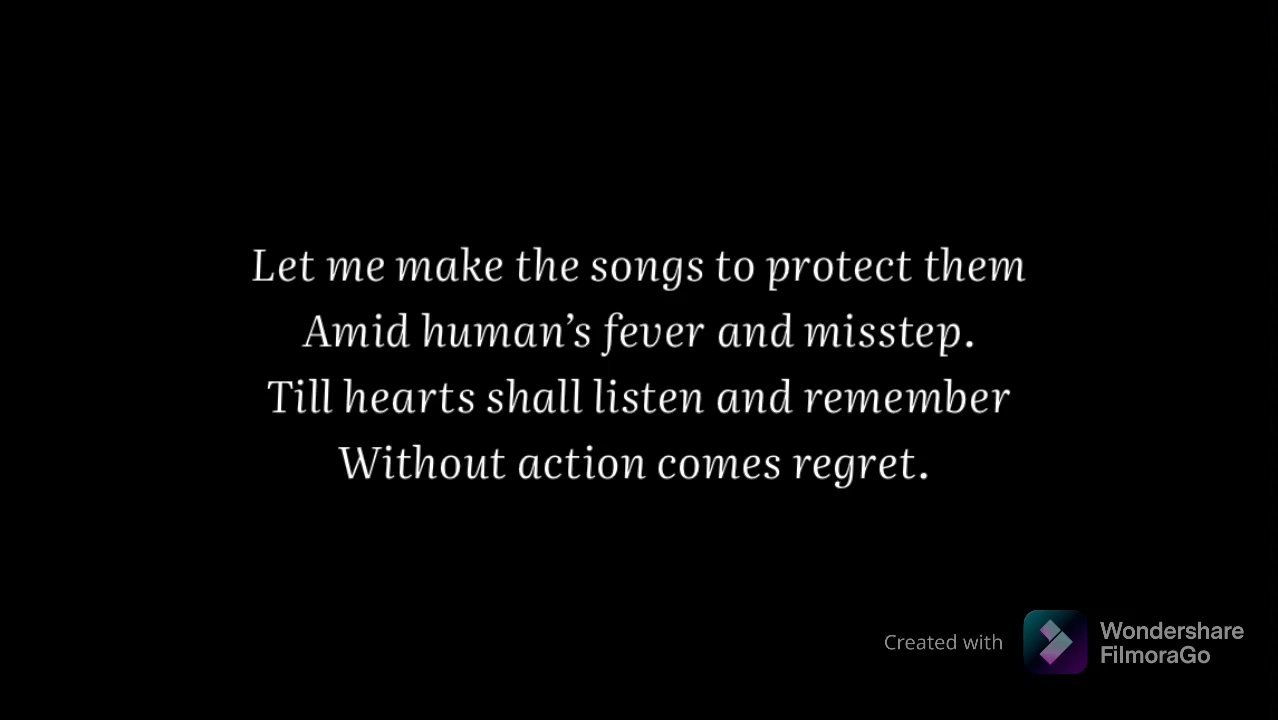 Let me make the songs to protect them
Amid human’s fever and misstep.
Till hearts shall listen and remember
Without action comes regret.
Created with
Wondershare
FilmoraGo